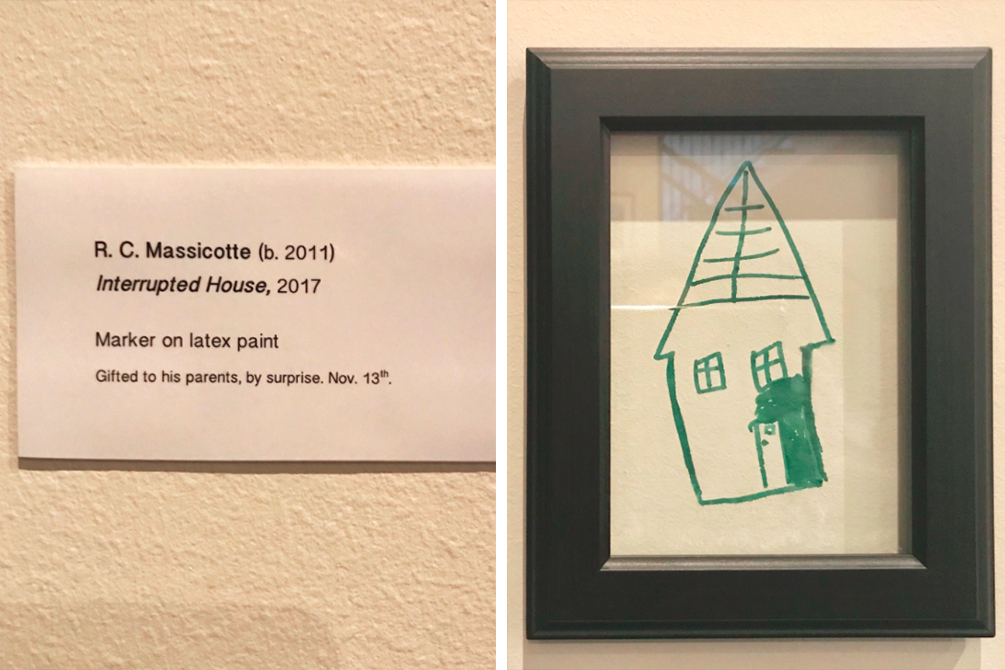 R. C. Massicotte (b. 2011)
Interrupted House, 2017
Marker on latex paint
Gifted to his parents, by surprise. Nov. 13th.